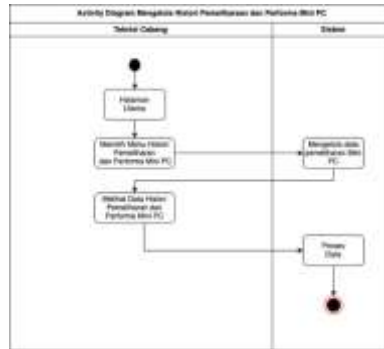 Activity Diagram Mengelola Histori Pemeliharaan dan Performa Mini PC
Teknisi Cabang
Sistem
Halaman
Utama
Memilih Menu Histori
Pemeliharaan
dan Performa Mini PC
Mengelola data
pemeliharaan Mini
PC
Melihat Data Histori
Pemeliharaan dan
Performa Mini PC
Proses
Data